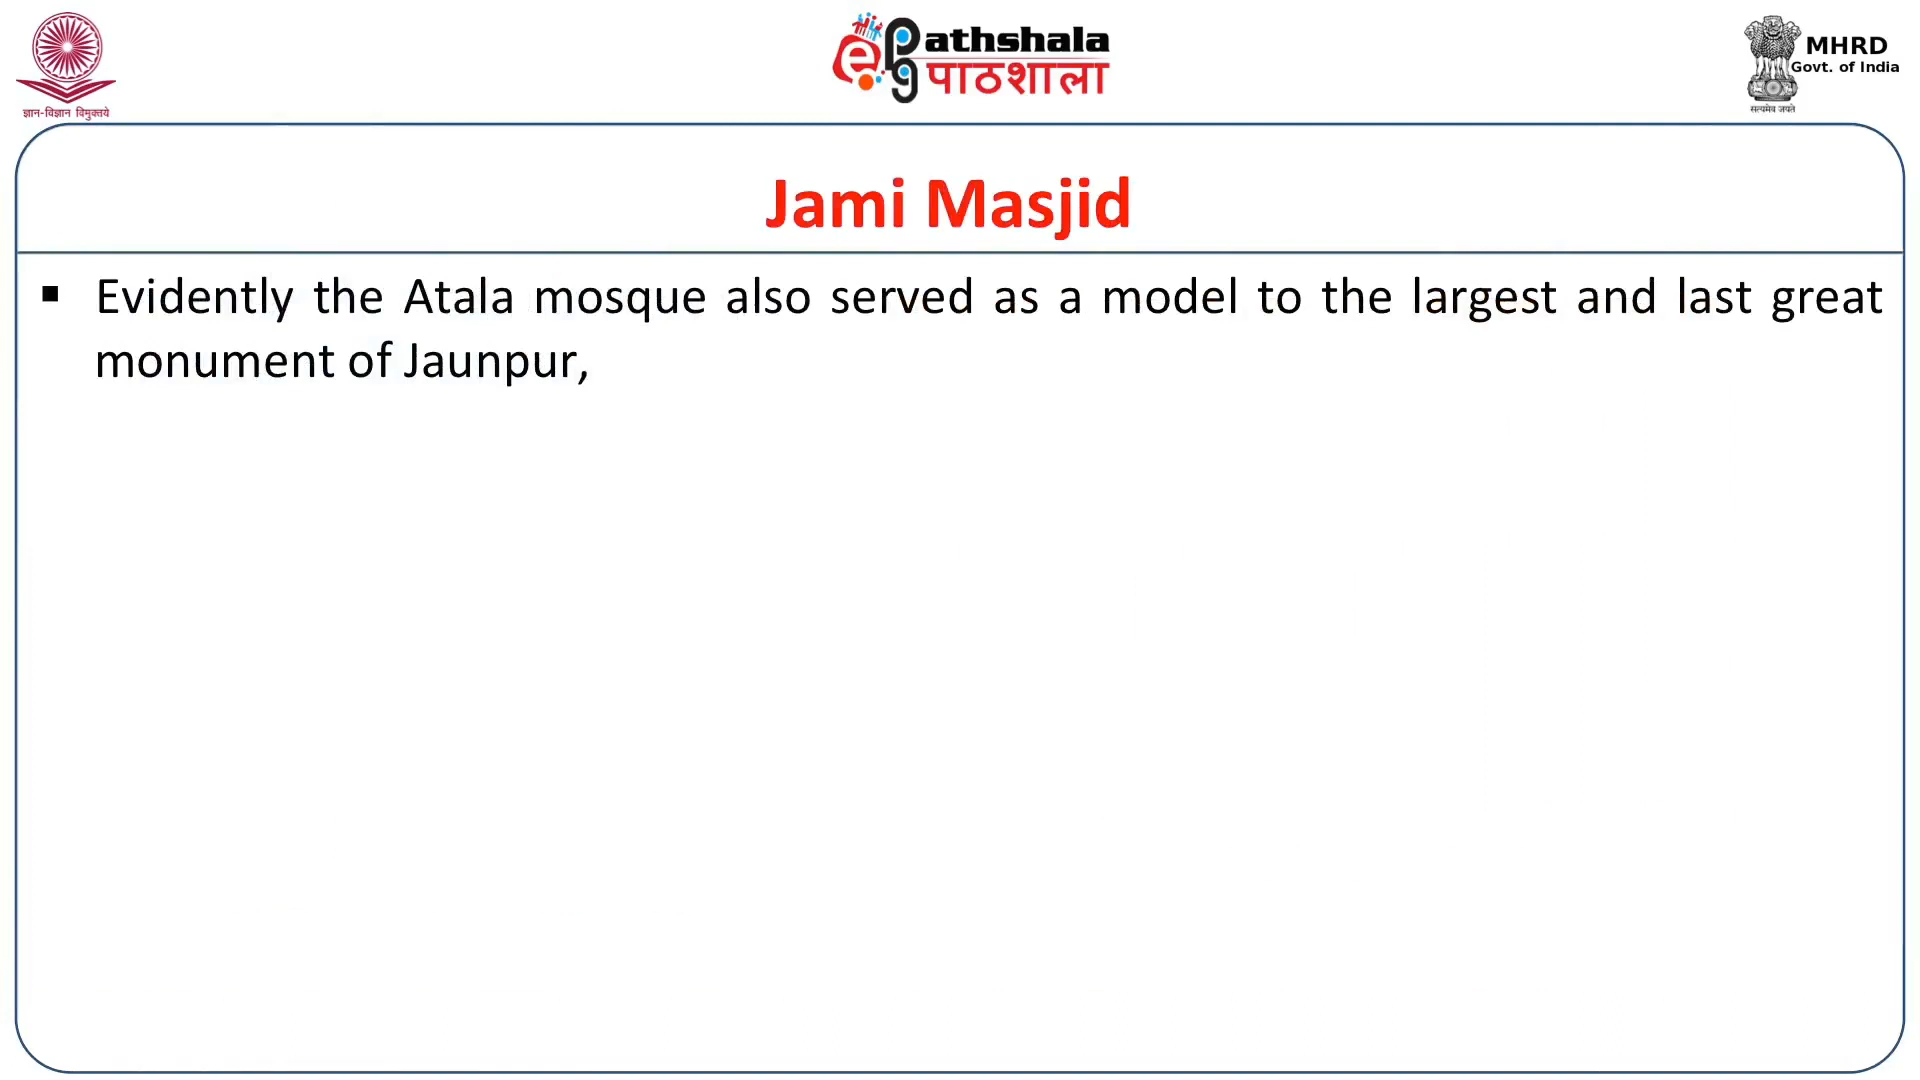 ज्ञान-विज्ञान विमुक्तये
ePathshala
पाठशाला
MHRD
Govt. of India
सत्यमेव जयते
Jami Masjid
▪ Evidently the Atala mosque also served as a model to the largest and last great
monument of Jaunpur,